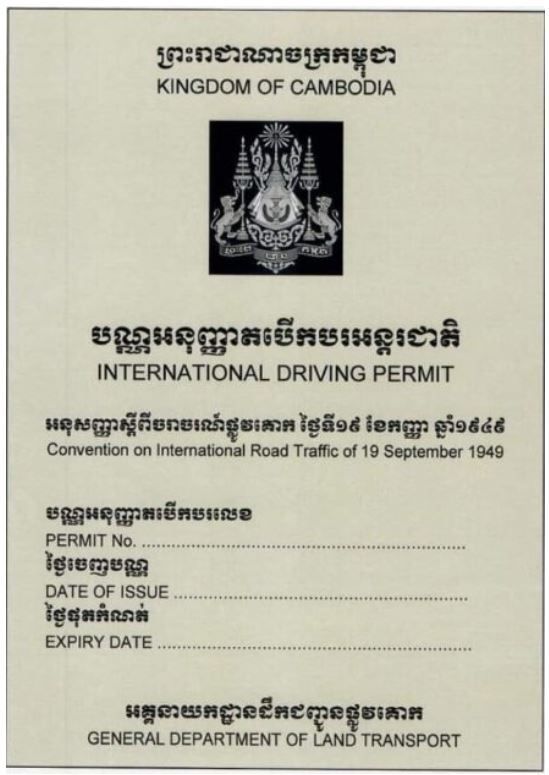 ព្រះរាជាណាចក្រកម្ពុជា
KINGDOM OF CAMBODIA
បណ្ណអនុញ្ញាតបើកបរអន្តរជាតិ
INTERNATIONAL DRIVING PERMIT
អនុសញ្ញាស្តីពីចរាចរណ៍ផ្លូវគោក ថ្ងៃទី១៩ ខែកញ្ញា ឆ្នាំ១៩៤៩
Convention on International Road Traffic of 19 September 1949
បណ្ណអនុញ្ញាតបើកបរលេខ
PERMIT No. ............................................................
ថ្ងៃចេញបណ្ណ
DATE OF ISSUE ......................................................
ថ្ងៃផុតកំណត់
EXPIRY DATE .........................................................
អគ្គនាយកដ្ឋានដឹកជញ្ជូនផ្លូវគោក
GENERAL DEPARTMENT OF LAND TRANSPORT